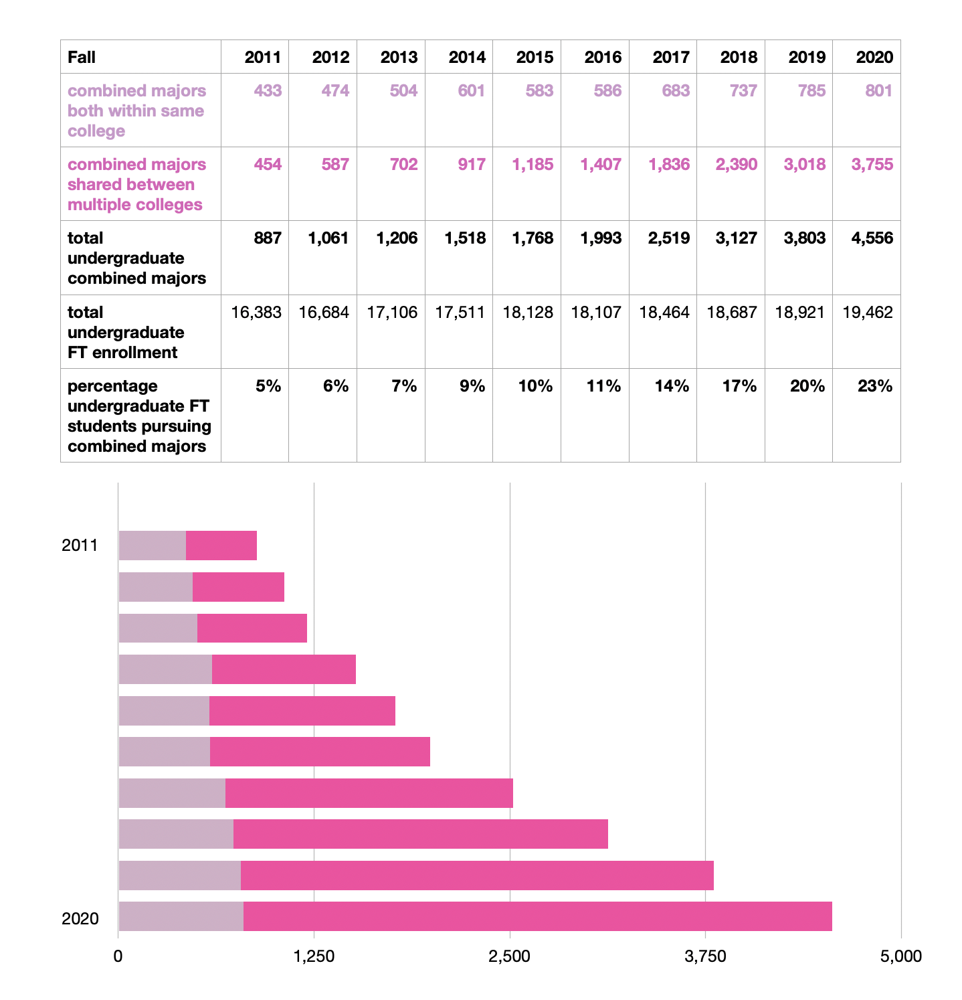 Fall 2011 2012 2013 2014 2015 2016 2017 2018 2019 2020
combined majors 433 474 504 601 583 586 683 737 785 801
both within same
college
combined majors 454 587 702 917 1,185 1,407 1,836 2,390 3,018 3,755
shared between
multiple colleges
total 887 1,061 1,206 1,518 1,768 1,993 2,519 3,127 3,803 4,556
undergraduate
combined majors
total 16,383 16,684 17,106 17,511 18,128 18,107 18,464 18,687 18,921 19,462
undergraduate
FT enrollment
percentage 5% 6% 7% 9% 10% 11% 14% 17% 20% 23%
undergraduate FT
students pursuing
combined majors
2011
2020
0 1,250 2,500 3,750 5,000